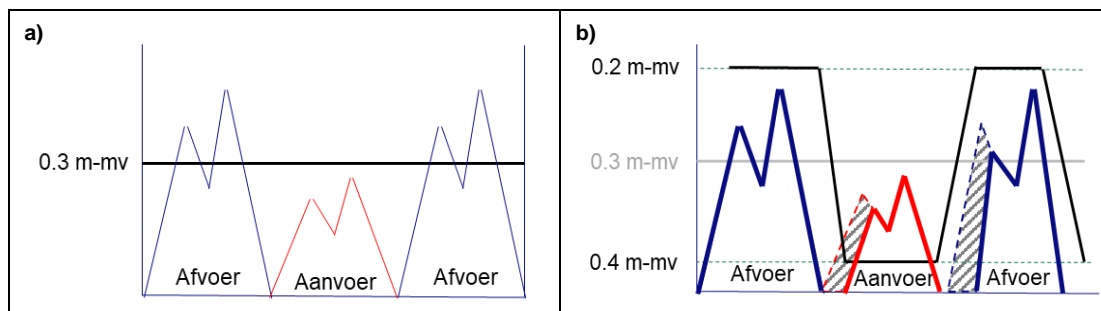 a)
0.3 m-mv
Afvoer
Aanvoer
Afvoer
b)
0.2 m-mv
0.3 m-mv
0.4 m-mv
Afvoer
Aanvoer
Afvoer